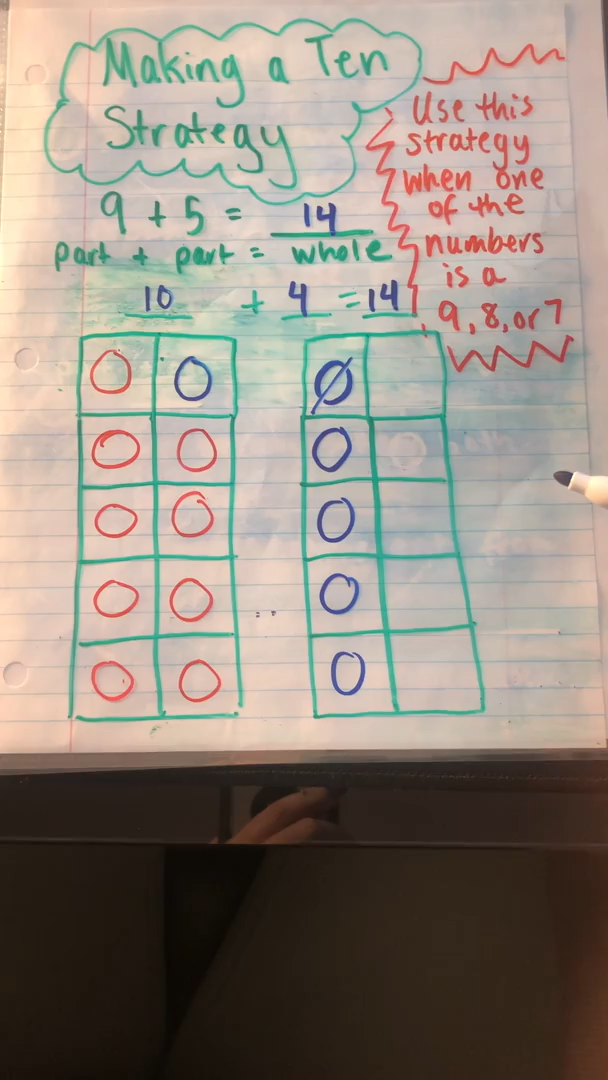 Making a Ten
Strategy
9 + 5 = 14
part + part = whole
10 + 4 = 14
Use this
strategy
when one
of the
numbers
is a
9, 8, or 7